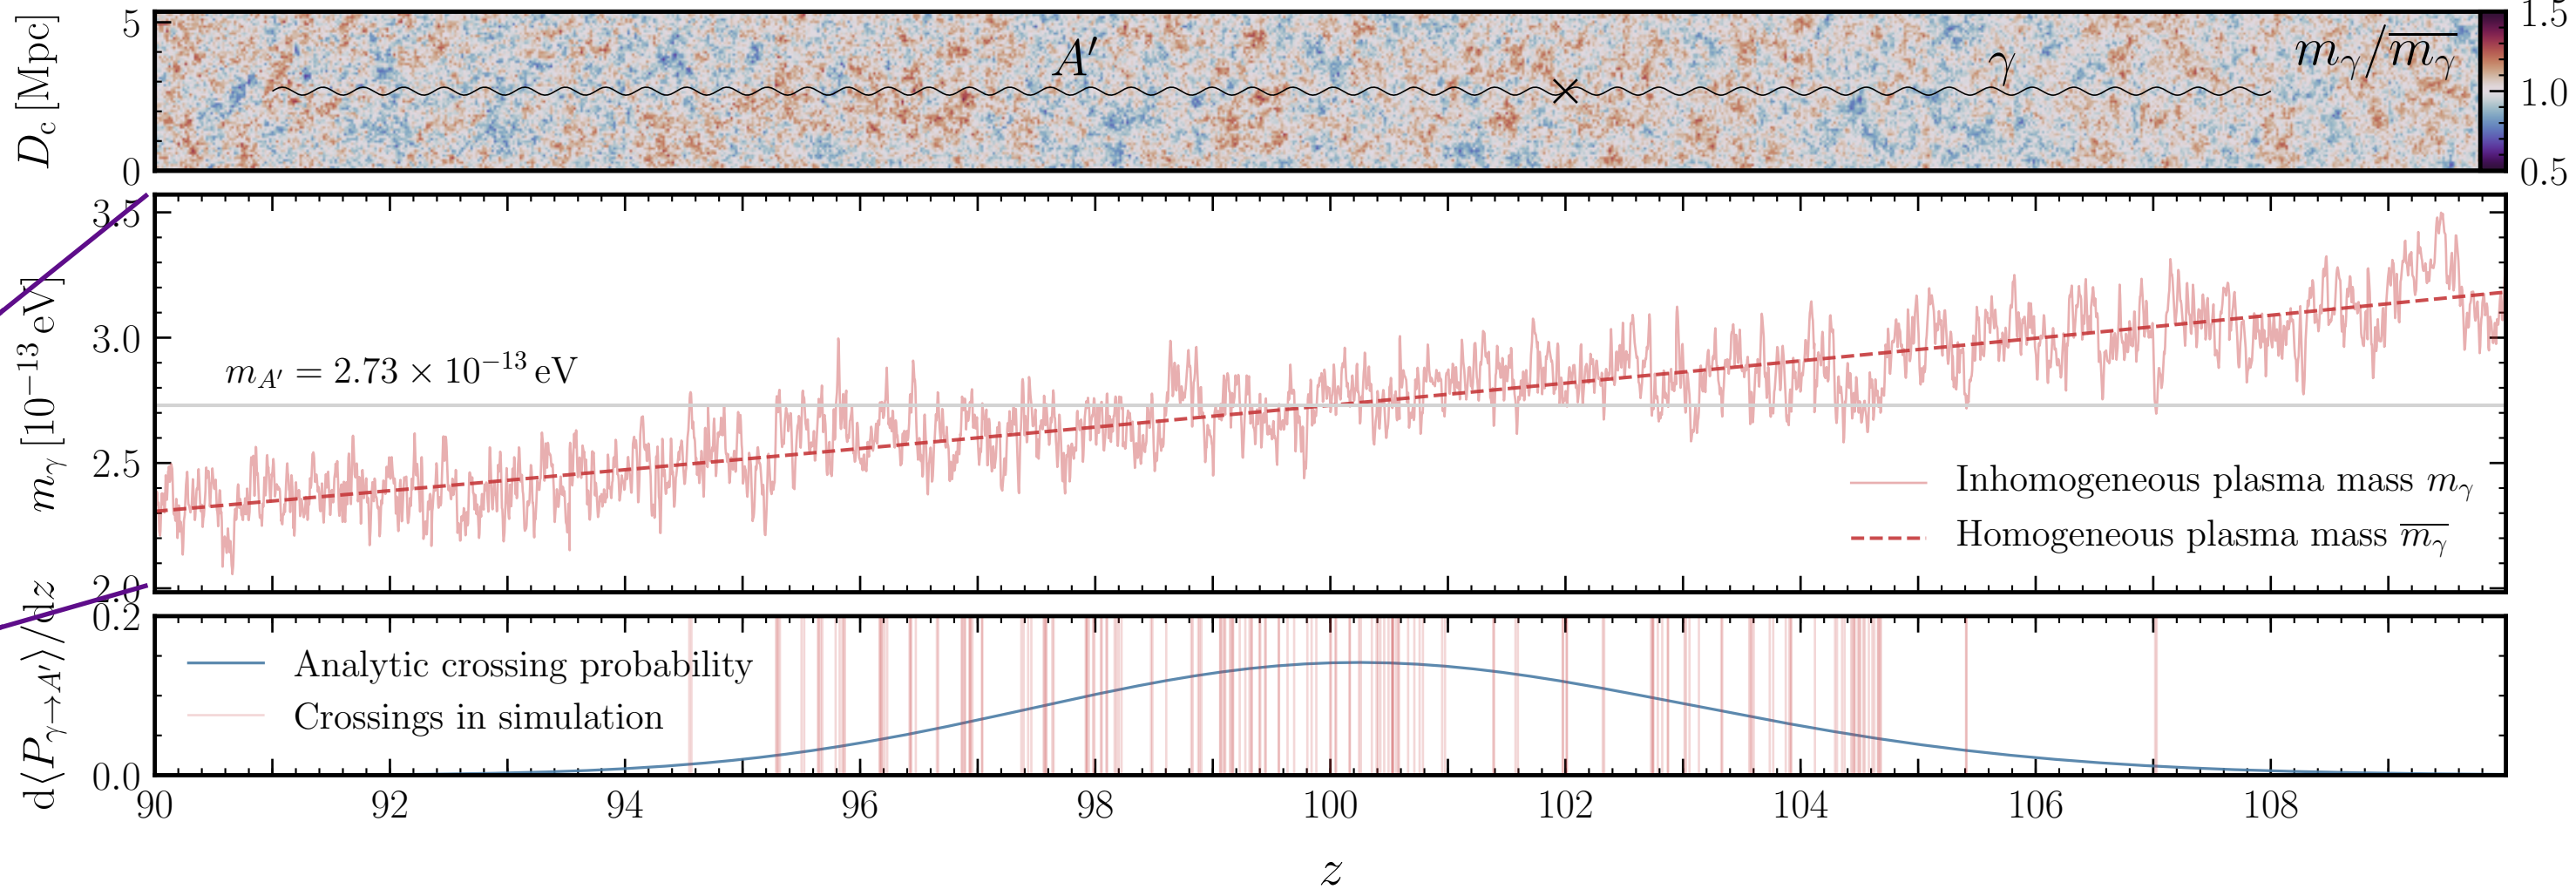 D_c [Mpc]
5
0
A′
γ
m_γ/\overline{m_γ}
1.5
1.0
0.5
m_γ [10⁻¹³ eV]
3.5
3.0
2.5
2.0
m_{A′} = 2.73 × 10⁻¹³ eV
Inhomogeneous plasma mass m_γ
Homogeneous plasma mass \overline{m_γ}
d⟨P_{γ→A′}⟩/dz
0.2
0.0
Analytic crossing probability
Crossings in simulation
90 92 94 96 98 100 102 104 106 108
z